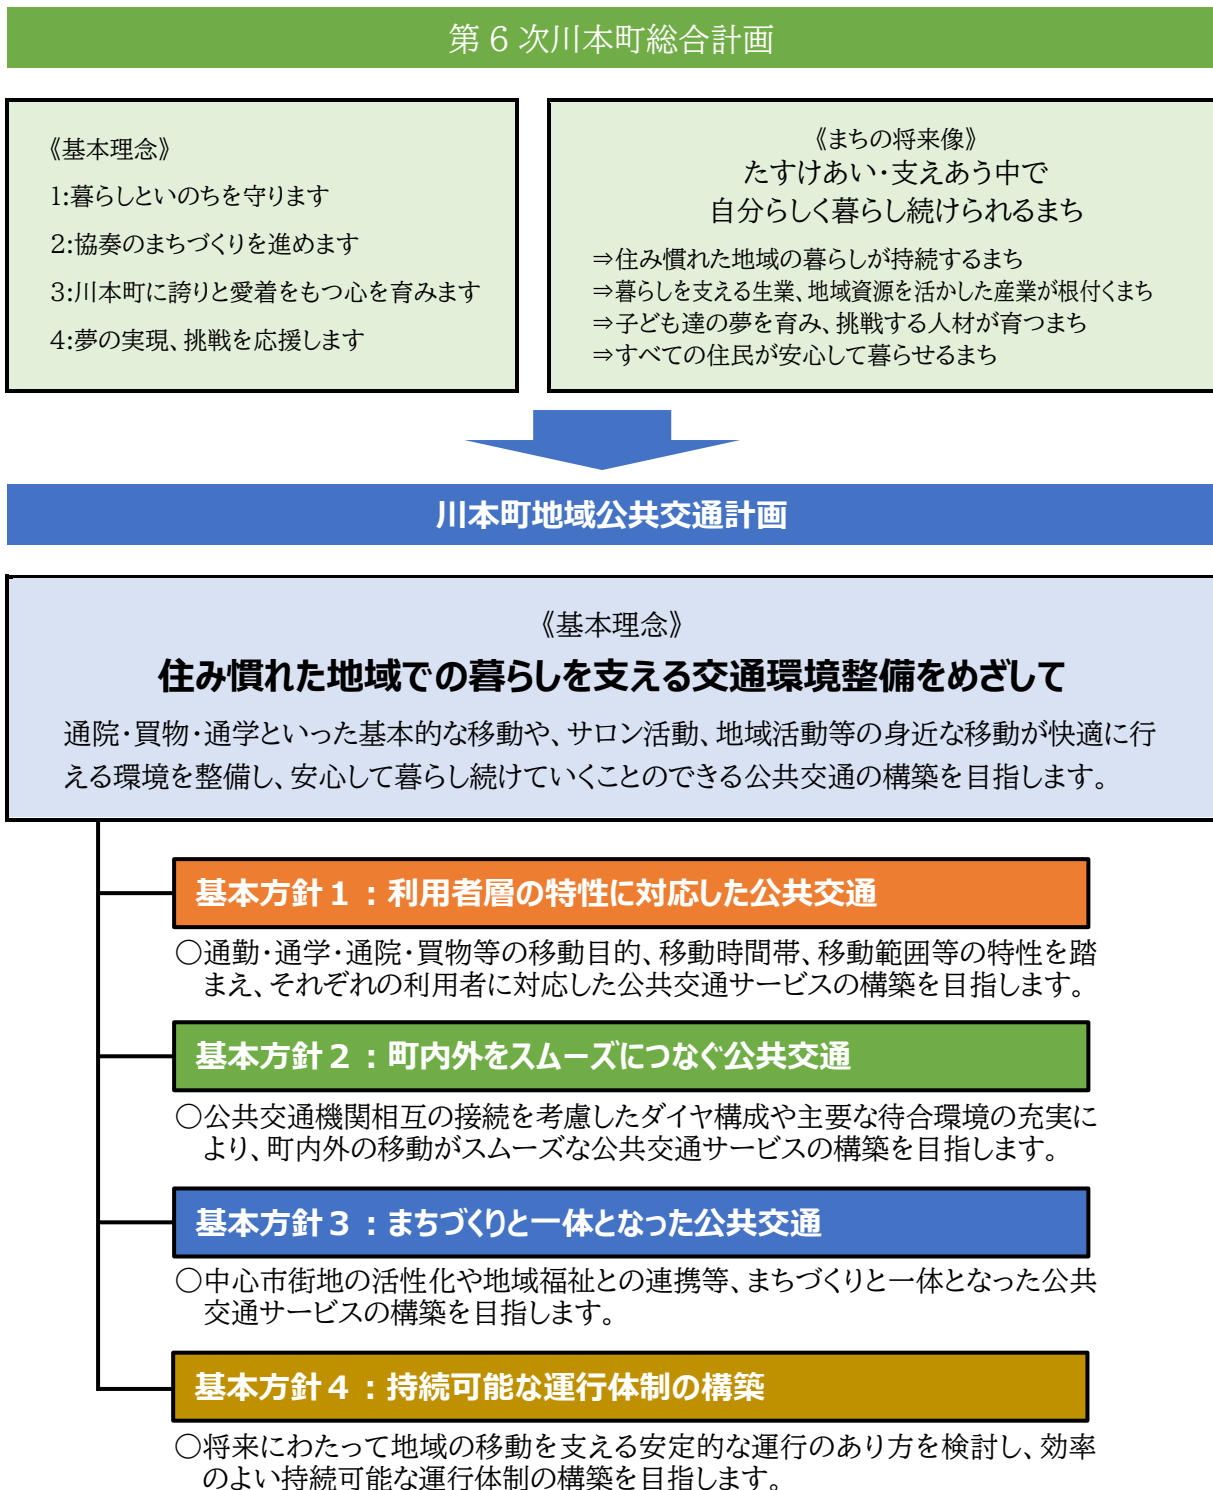 第6次川本町総合計画
《基本理念》
1:暮らしといのちを守ります
2:協奏のまちづくりを進めます
3:川本町に誇りと愛着をもつ心を育みます
4:夢の実現、挑戦を応援します
《まちの将来像》
たすけあい・支えあう中で
自分らしく暮らし続けられるまち
⇒住み慣れた地域の暮らしが持続するまち
⇒暮らしを支える生業、地域資源を活かした産業が根付くまち
⇒子ども達の夢を育み、挑戦する人材が育つまち
⇒すべての住民が安心して暮らせるまち
川本町地域公共交通計画
《基本理念》
住み慣れた地域での暮らしを支える交通環境整備をめざして
通院・買物・通学といった基本的な移動や、サロン活動、地域活動等の身近な移動が快適に行
える環境を整備し、安心して暮らし続けていくことのできる公共交通の構築を目指します。
基本方針1：利用者層の特性に対応した公共交通
○通勤・通学・通院・買物等の移動目的、移動時間帯、移動範囲等の特性を踏
まえ、それぞれの利用者に対応した公共交通サービスの構築を目指します。
基本方針2：町内外をスムーズにつなぐ公共交通
○公共交通機関相互の接続を考慮したダイヤ構成や主要な待合環境の充実に
より、町内外の移動がスムーズな公共交通サービスの構築を目指します。
基本方針3：まちづくりと一体となった公共交通
○中心市街地の活性化や地域福祉との連携等、まちづくりと一体となった公共
交通サービスの構築を目指します。
基本方針4：持続可能な運行体制の構築
○将来にわたって地域の移動を支える安定的な運行のあり方を検討し、効率
のよい持続可能な運行体制の構築を目指します。